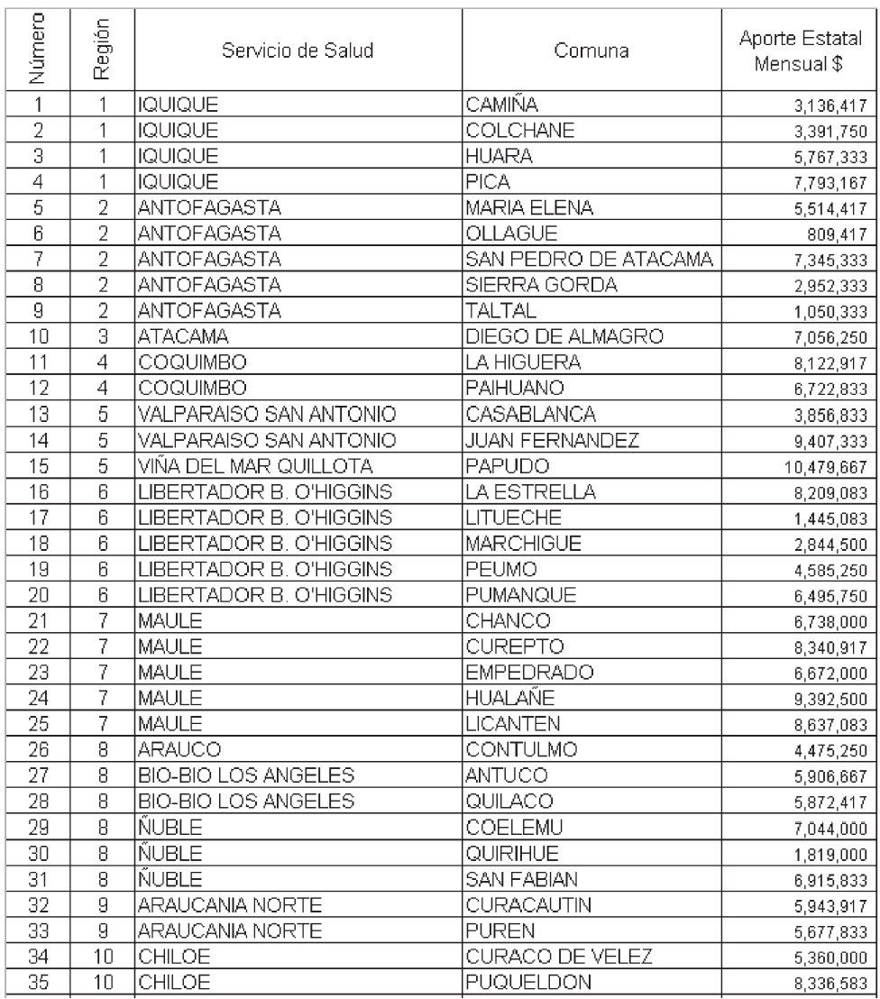 Número Región Servicio de Salud Comuna Aporte Estatal Mensual $
1 1 IQUIQUE CAMIÑA 3,136,417
2 1 IQUIQUE COLCHANE 3,391,750
3 1 IQUIQUE HUARA 5,767,333
4 1 IQUIQUE PICA 7,793,167
5 2 ANTOFAGASTA MARIA ELENA 5,514,417
6 2 ANTOFAGASTA OLLAGUE 809,417
7 2 ANTOFAGASTA SAN PEDRO DE ATACAMA 7,345,333
8 2 ANTOFAGASTA SIERRA GORDA 2,952,333
9 2 ANTOFAGASTA TALTAL 1,050,333
10 3 ATACAMA DIEGO DE ALMAGRO 7,056,250
11 4 COQUIMBO LA HIGUERA 8,122,917
12 4 COQUIMBO PAIHUANO 6,722,833
13 5 VALPARAISO SAN ANTONIO CASABLANCA 3,856,833
14 5 VALPARAISO SAN ANTONIO JUAN FERNANDEZ 9,407,333
15 5 VIÑA DEL MAR QUILLOTA PAPUDO 10,479,667
16 6 LIBERTADOR B. O'HIGGINS LA ESTRELLA 8,209,083
17 6 LIBERTADOR B. O'HIGGINS LITUECHE 1,445,083
18 6 LIBERTADOR B. O'HIGGINS MARCHIGUE 2,844,500
19 6 LIBERTADOR B. O'HIGGINS PEUMO 4,585,250
20 6 LIBERTADOR B. O'HIGGINS PUMANQUE 6,495,750
21 7 MAULE CHANCO 6,738,000
22 7 MAULE CUREPTO 8,340,917
23 7 MAULE EMPEDRADO 6,672,000
24 7 MAULE HUALAÑE 9,392,500
25 7 MAULE LICANTEN 8,637,083
26 8 ARAUCO CONTULMO 4,475,250
27 8 BIO-BIO LOS ANGELES ANTUCO 5,906,667
28 8 BIO-BIO LOS ANGELES QUILACO 5,872,417
29 8 ÑUBLE COELEMU 7,044,000
30 8 ÑUBLE QUIRIHUE 1,819,000
31 8 ÑUBLE SAN FABIAN 6,915,833
32 9 ARAUCANIA NORTE CURACAUTIN 5,943,917
33 9 ARAUCANIA NORTE PUREN 5,677,833
34 10 CHILOE CURACO DE VELEZ 5,360,000
35 10 CHILOE PUQUELDON 8,336,583